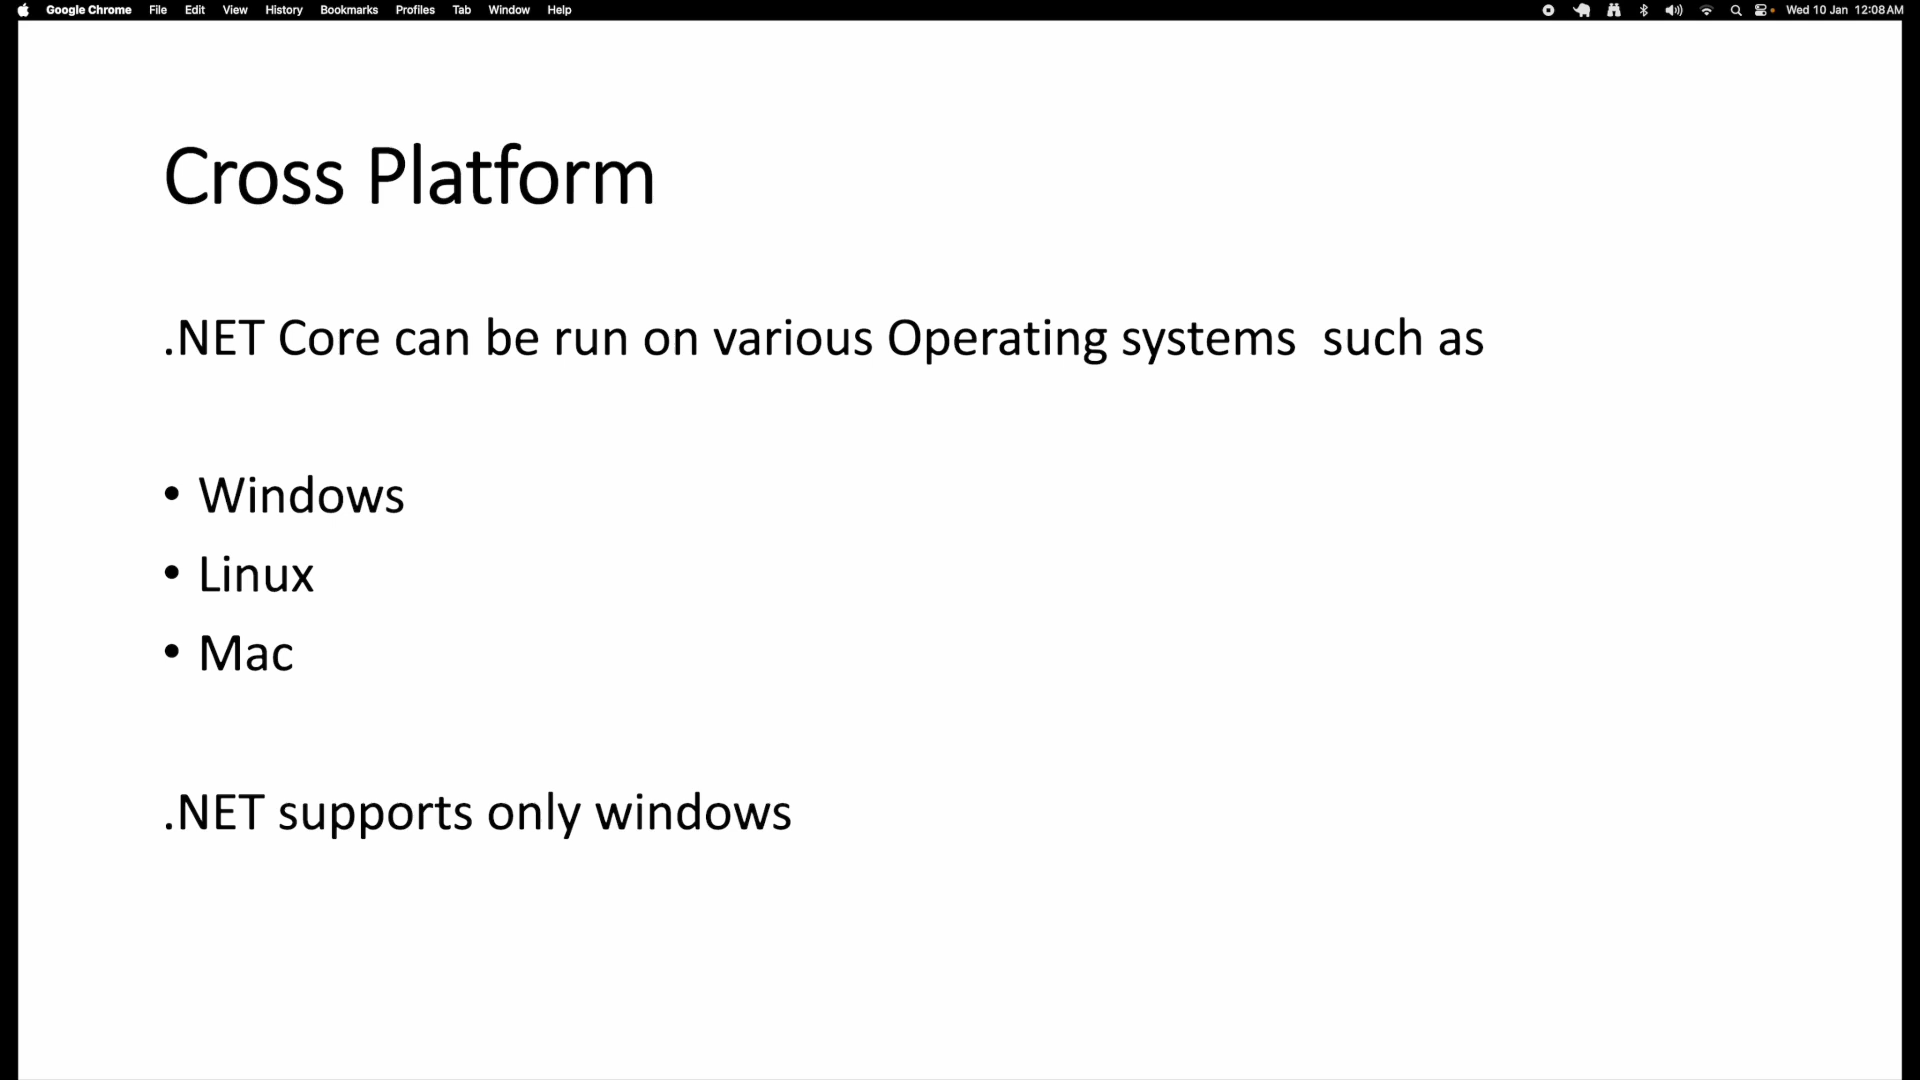 Google Chrome File Edit View History Bookmarks Profiles Tab Window Help Wed 10 Jan 12:08 AM
Cross Platform
.NET Core can be run on various Operating systems  such as
• Windows
• Linux
• Mac
.NET supports only windows